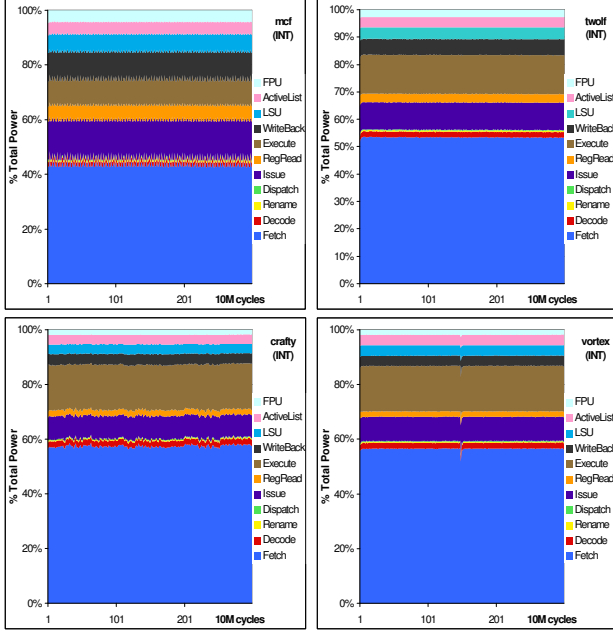 100%
80%
60%
40%
20%
0%
% Total Power
mcf
(INT)
FPU
ActiveList
LSU
WriteBack
Execute
RegRead
Issue
Dispatch
Rename
Decode
Fetch
1
101
201
10M cycles
100%
90%
80%
70%
60%
50%
40%
30%
20%
10%
0%
% Total Power
twolf
(INT)
FPU
ActiveList
LSU
WriteBack
Execute
RegRead
Issue
Dispatch
Rename
Decode
Fetch
1
101
201
10M cycles
100%
80%
60%
40%
20%
0%
% Total Power
crafty
(INT)
FPU
ActiveList
LSU
WriteBack
Execute
RegRead
Issue
Dispatch
Rename
Decode
Fetch
1
101
201
10M cycles
100%
80%
60%
40%
20%
0%
% Total Power
vortex
(INT)
FPU
ActiveList
LSU
WriteBack
Execute
RegRead
Issue
Dispatch
Rename
Decode
Fetch
1
101
201
10M cycles